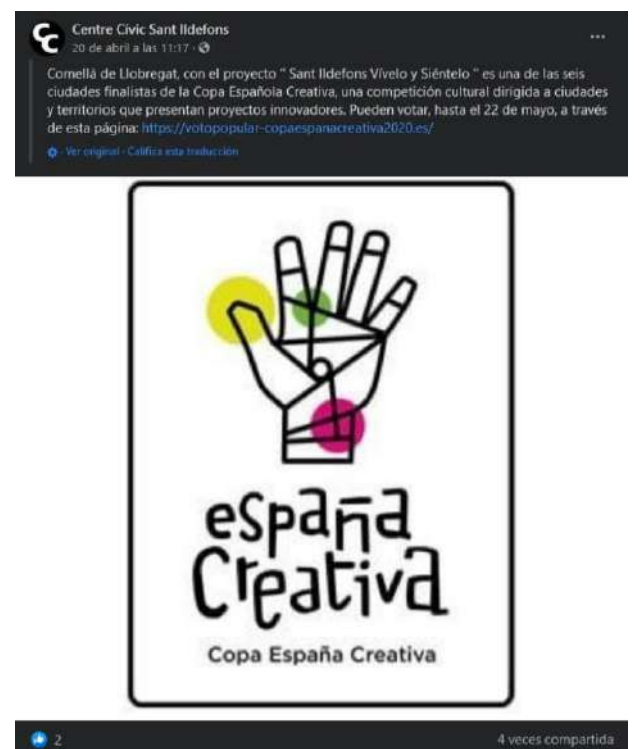 Centre Cívic Sant Ildefons
20 de abril a las 11:17
Cornellà de Llobregat, con el proyecto " Sant Ildefons Vívelo y Siéntelo " es una de las seis
ciudades finalistas de la Copa Española Creativa, una competición cultural dirigida a ciudades
y territorios que presentan proyectos innovadores. Pueden votar, hasta el 22 de mayo, a través
de esta página: https://votopopular-copaespanacreativa2020.es/
Ver original · Califica esta traducción
españa
Creativa
Copa España Creativa
2
4 veces compartida